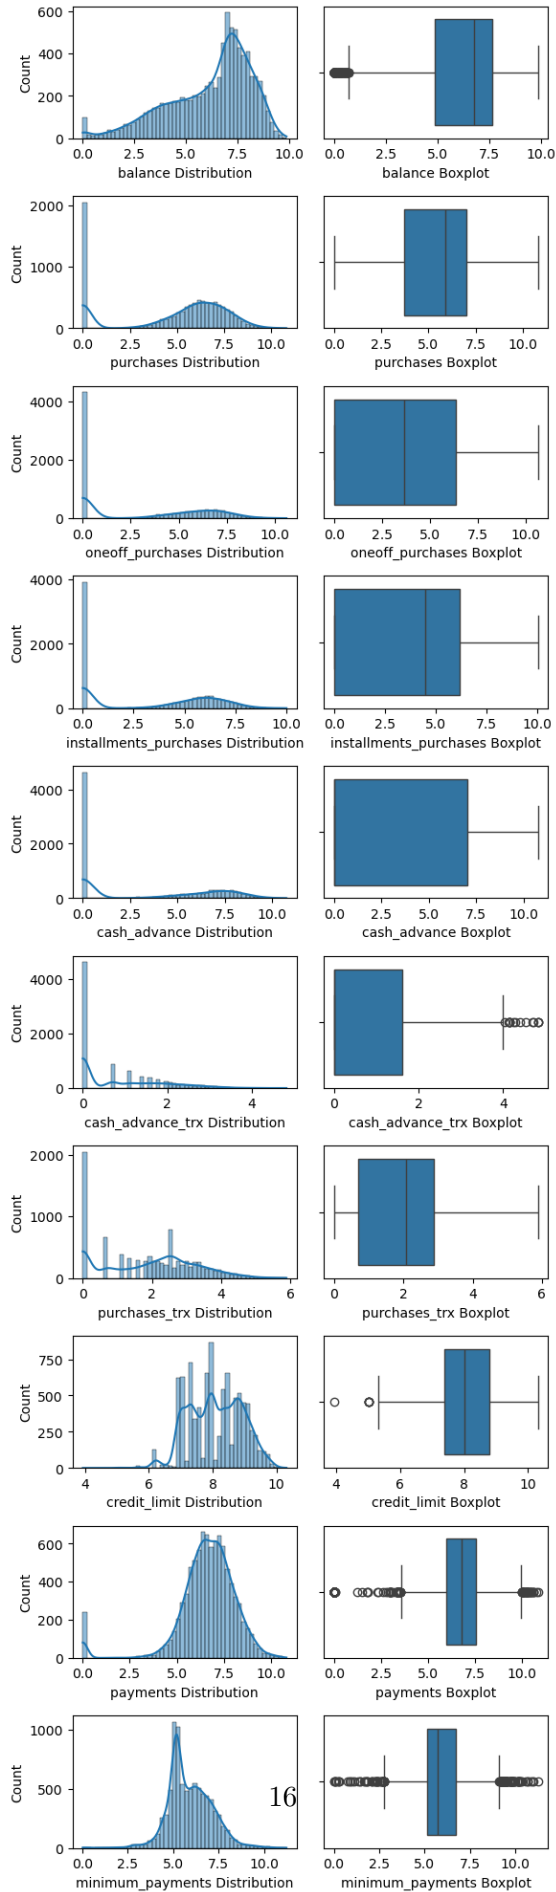 600
400
200
0
Count
0.0 2.5 5.0 7.5 10.0
balance Distribution
0.0 2.5 5.0 7.5 10.0
balance Boxplot
2000
1000
0
Count
0.0 2.5 5.0 7.5 10.0
purchases Distribution
0.0 2.5 5.0 7.5 10.0
purchases Boxplot
4000
2000
0
Count
0.0 2.5 5.0 7.5 10.0
oneoff_purchases Distribution
0.0 2.5 5.0 7.5 10.0
oneoff_purchases Boxplot
4000
2000
0
Count
0.0 2.5 5.0 7.5 10.0
installments_purchases Distribution
0.0 2.5 5.0 7.5 10.0
installments_purchases Boxplot
4000
2000
0
Count
0.0 2.5 5.0 7.5 10.0
cash_advance Distribution
0.0 2.5 5.0 7.5 10.0
cash_advance Boxplot
4000
2000
0
Count
0 2 4
cash_advance_trx Distribution
0 2 4
cash_advance_trx Boxplot
2000
1000
0
Count
0 2 4 6
purchases_trx Distribution
0 2 4 6
purchases_trx Boxplot
750
500
250
0
Count
4 6 8 10
credit_limit Distribution
4 6 8 10
credit_limit Boxplot
600
400
200
0
Count
0.0 2.5 5.0 7.5 10.0
payments Distribution
0.0 2.5 5.0 7.5 10.0
payments Boxplot
1000
500
0
Count
16
0.0 2.5 5.0 7.5 10.0
minimum_payments Distribution
0.0 2.5 5.0 7.5 10.0
minimum_payments Boxplot